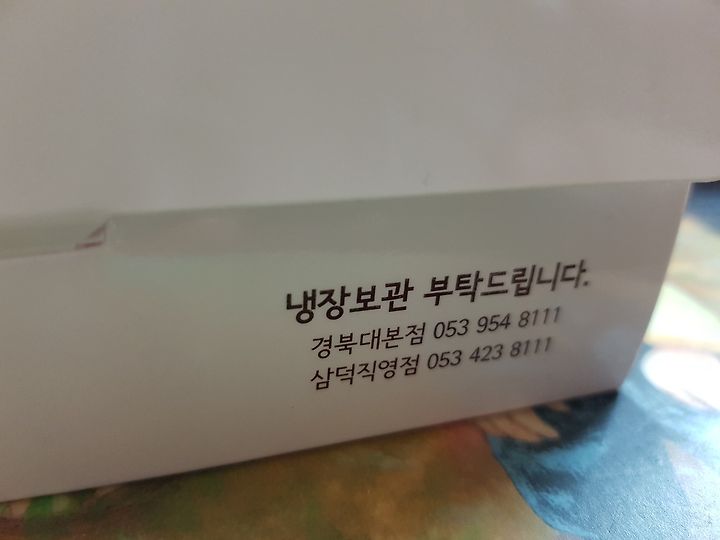 냉장보관 부탁드립니다.
경북대본점 053 954 8111
삼덕직영점 053 423 8111